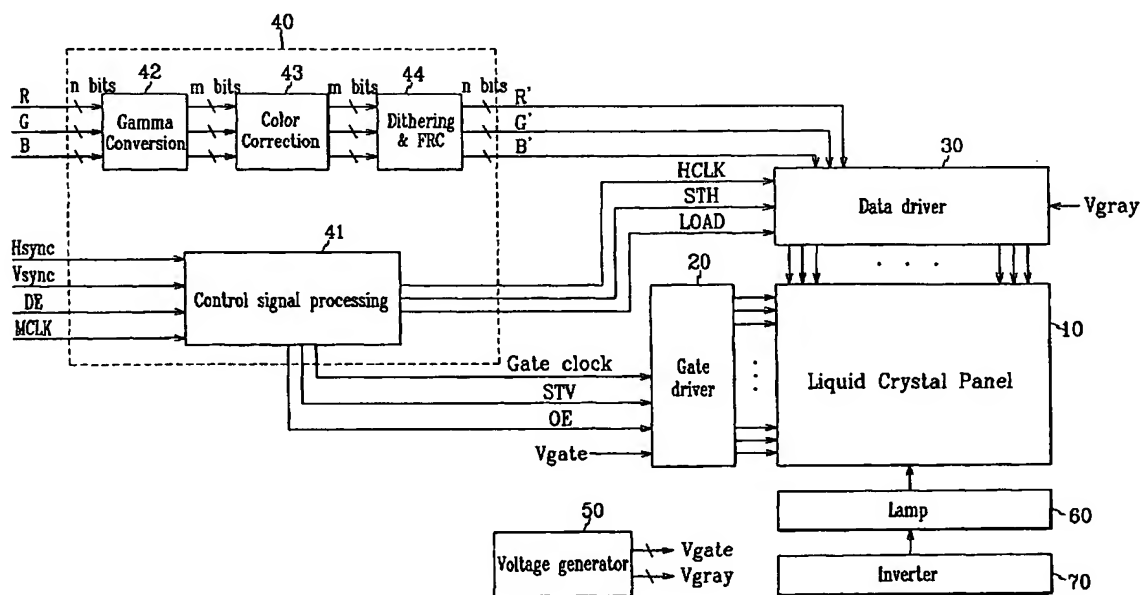 40
n bits 42 m bits 43 m bits 44 n bits
R R'
G G'
B B'
Gamma
Conversion
Color
Correction
Dithering
& FRC
30
HCLK
STH
LOAD
Data driver
Vgray
41
Hsync
Vsync
DE
MCLK
Control signal processing
20
Gate
driver
10
Liquid Crystal Panel
Gate clock
STV
OE
Vgate
Lamp
60
50
Voltage generator
Vgate
Vgray
Inverter
70